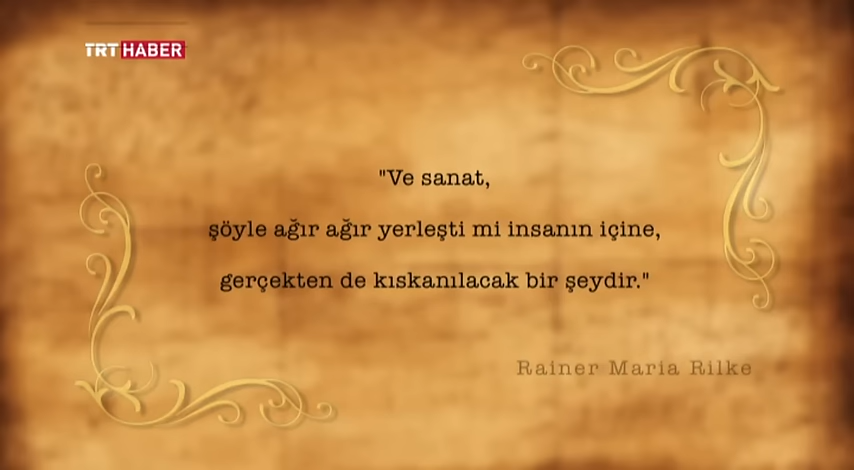 TRT HABER
"Ve sanat,
şöyle ağır ağır yerleşti mi insanın içine,
gerçekten de kıskanılacak bir şeydir."
Rainer Maria Rilke